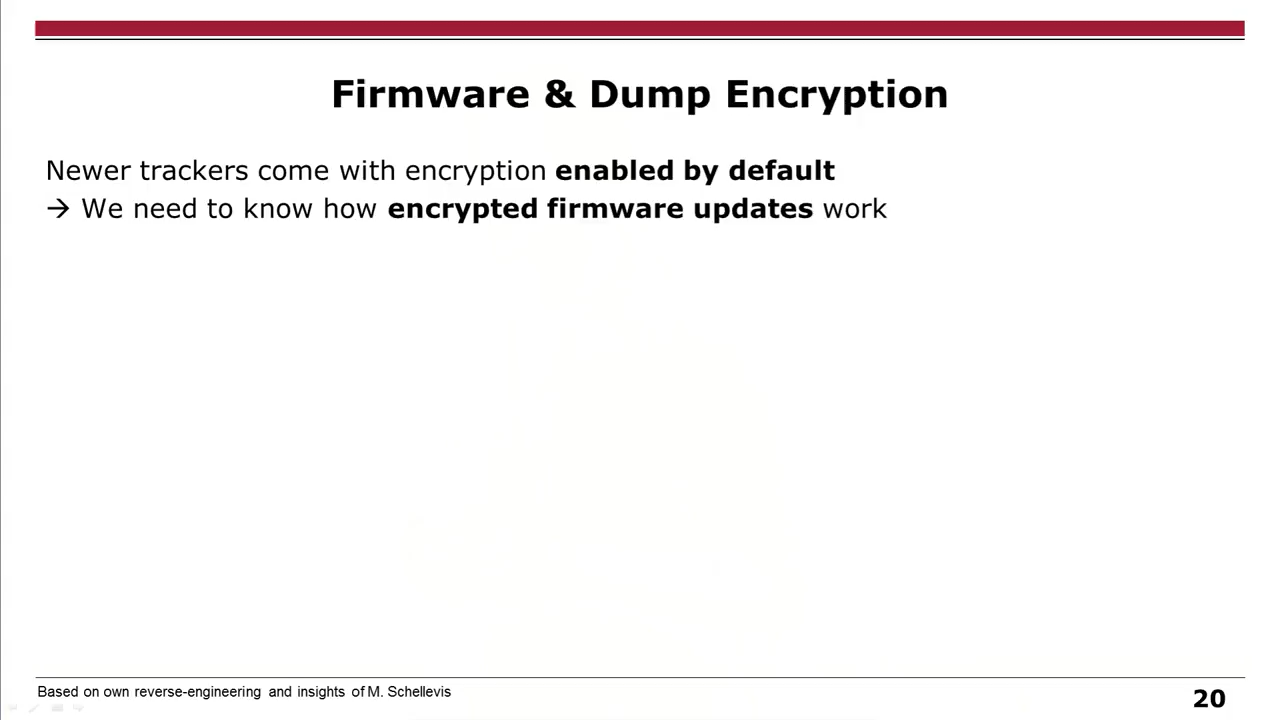 Firmware & Dump Encryption
Newer trackers come with encryption enabled by default
→ We need to know how encrypted firmware updates work
Based on own reverse-engineering and insights of M. Schellevis
20